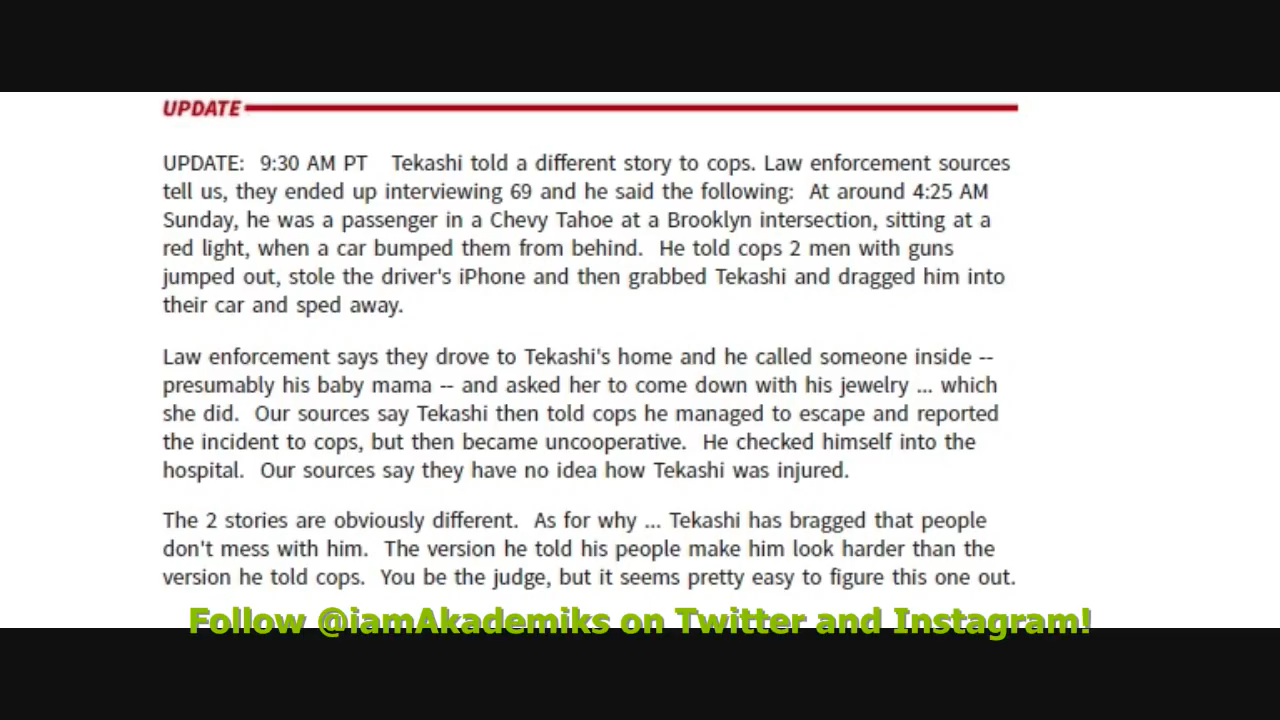 UPDATE
UPDATE: 9:30 AM PT Tekashi told a different story to cops. Law enforcement sources
tell us, they ended up interviewing 69 and he said the following: At around 4:25 AM
Sunday, he was a passenger in a Chevy Tahoe at a Brooklyn intersection, sitting at a
red light, when a car bumped them from behind. He told cops 2 men with guns
jumped out, stole the driver's iPhone and then grabbed Tekashi and dragged him into
their car and sped away.
Law enforcement says they drove to Tekashi's home and he called someone inside --
presumably his baby mama -- and asked her to come down with his jewelry ... which
she did. Our sources say Tekashi then told cops he managed to escape and reported
the incident to cops, but then became uncooperative. He checked himself into the
hospital. Our sources say they have no idea how Tekashi was injured.
The 2 stories are obviously different. As for why ... Tekashi has bragged that people
don't mess with him. The version he told his people make him look harder than the
version he told cops. You be the judge, but it seems pretty easy to figure this one out.
Follow @iamAkademiks on Twitter and Instagram!